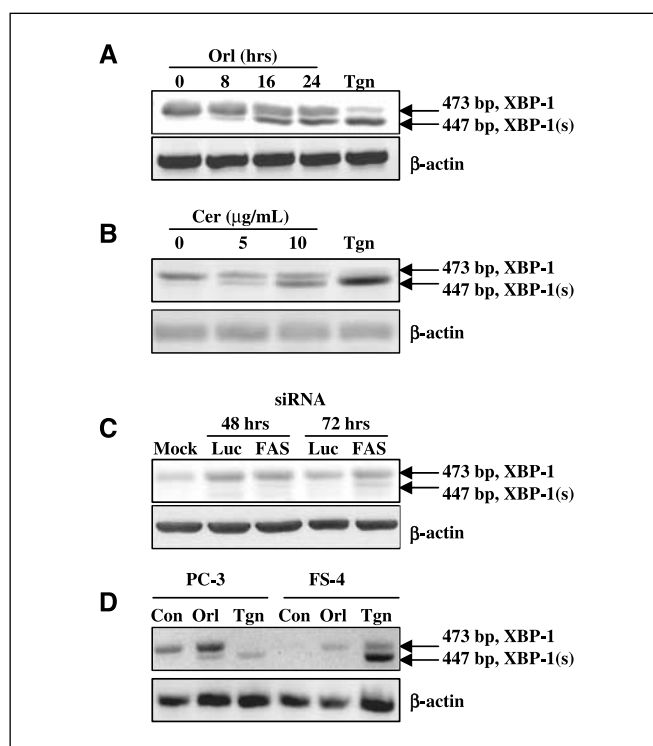 A
Orl (hrs)
0 8 16 24 Tgn
473 bp, XBP-1
447 bp, XBP-1(s)
β-actin
B
Cer (μg/mL)
0 5 10 Tgn
473 bp, XBP-1
447 bp, XBP-1(s)
β-actin
C
siRNA
48 hrs 72 hrs
Mock Luc FAS Luc FAS
473 bp, XBP-1
447 bp, XBP-1(s)
β-actin
D
PC-3 FS-4
Con Orl Tgn Con Orl Tgn
473 bp, XBP-1
447 bp, XBP-1(s)
β-actin